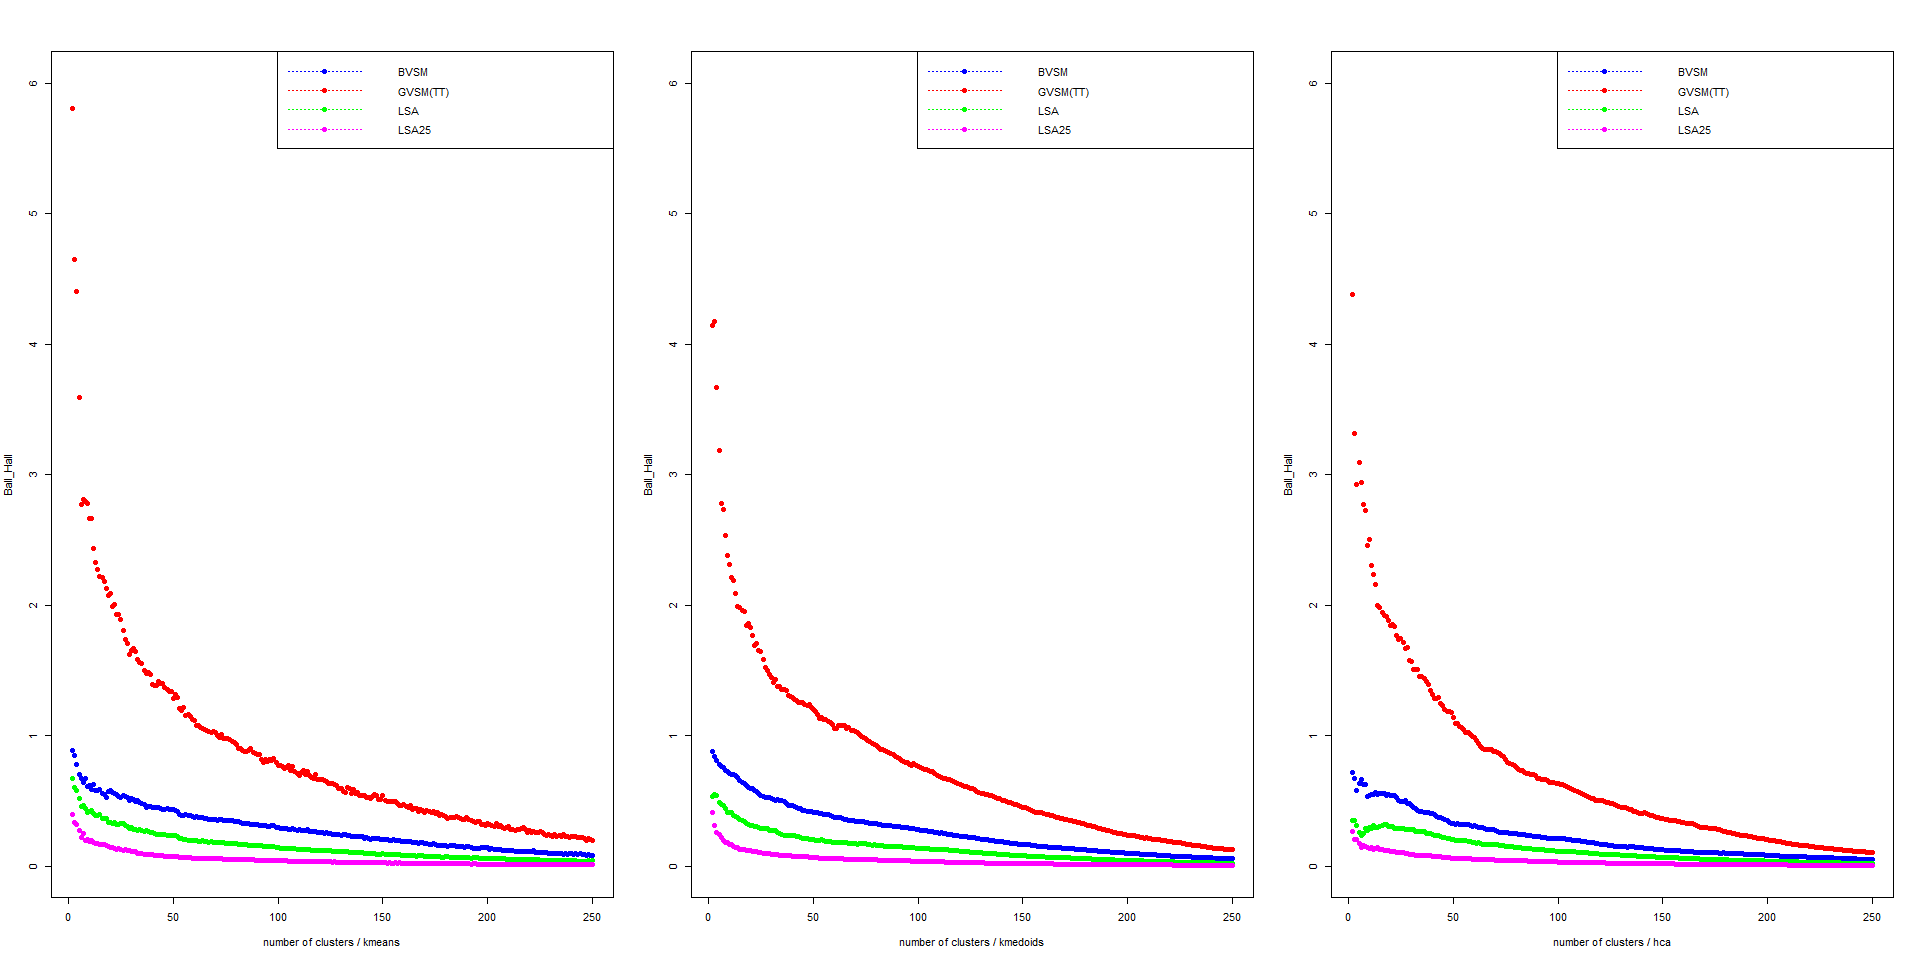 BVSM
GVSM(TT)
LSA
LSA25
6
5
4
3
2
1
0
Ball_Hall
0 50 100 150 200 250
number of clusters / kmeans
BVSM
GVSM(TT)
LSA
LSA25
6
5
4
3
2
1
0
Ball_Hall
0 50 100 150 200 250
number of clusters / kmedoids
BVSM
GVSM(TT)
LSA
LSA25
6
5
4
3
2
1
0
Ball_Hall
0 50 100 150 200 250
number of clusters / hca